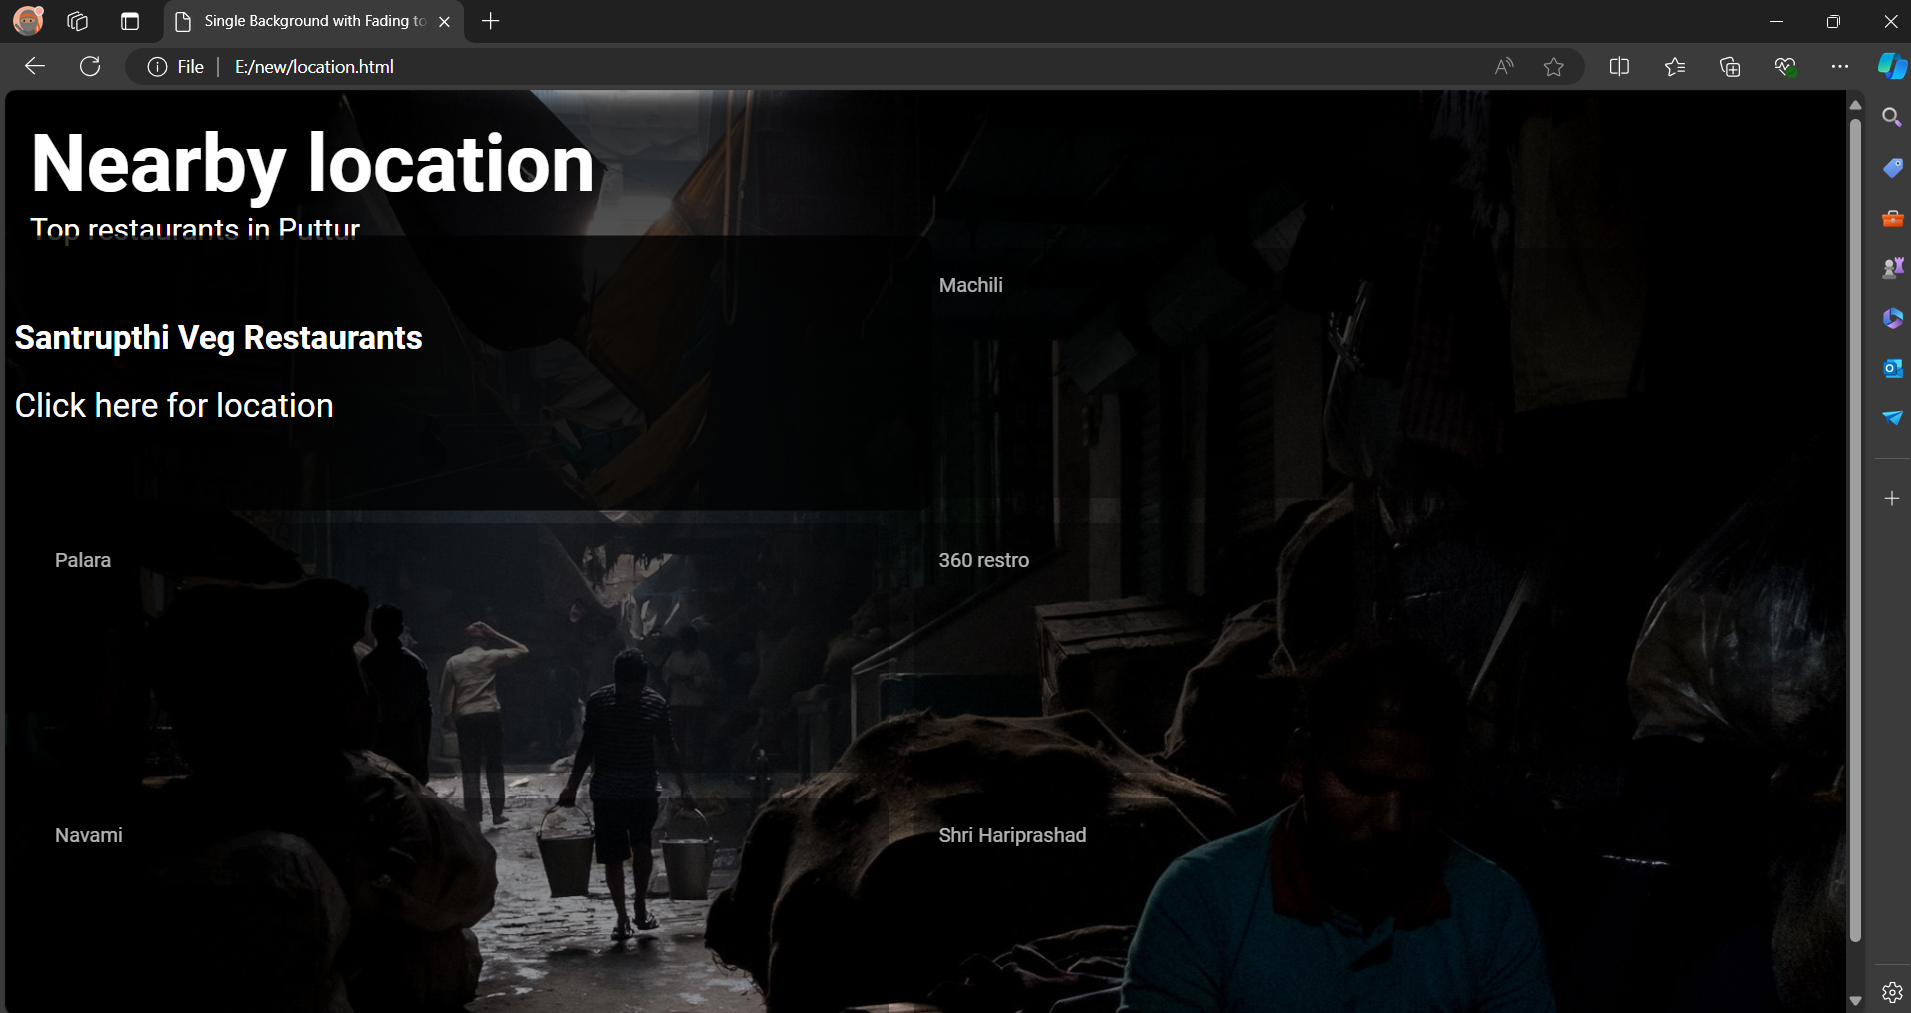 Single Background with Fading to
File
E:/new/location.html
Nearby location
Top restaurants in Puttur
Machili
Santrupthi Veg Restaurants
Click here for location
Palara
360 restro
Navami
Shri Hariprashad